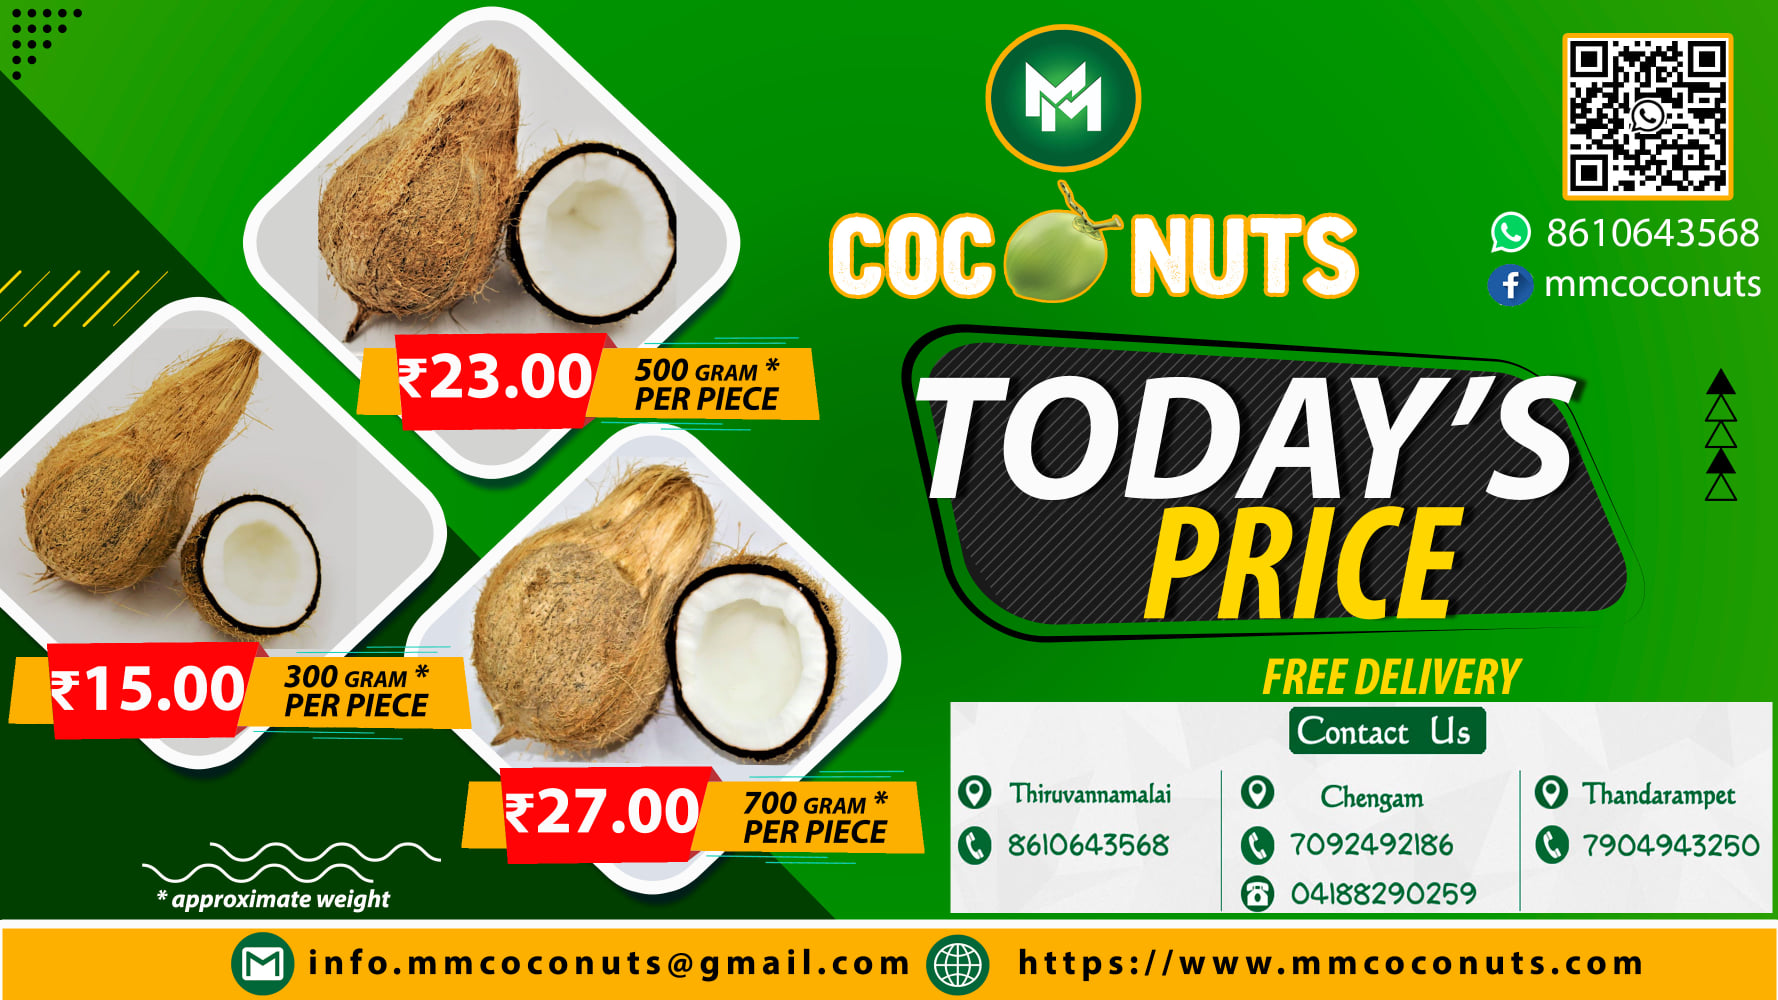 MM
COCONUTS
8610643568
mmcoconuts
₹23.00
500 GRAM *
PER PIECE
TODAY'S
PRICE
₹15.00
300 GRAM *
PER PIECE
₹27.00
700 GRAM *
PER PIECE
* approximate weight
FREE DELIVERY
Contact Us
Thiruvannamalai
8610643568
Chengam
7092492186
04188290259
Thandarampet
7904943250
info.mmcoconuts@gmail.com
https://www.mmcoconuts.com